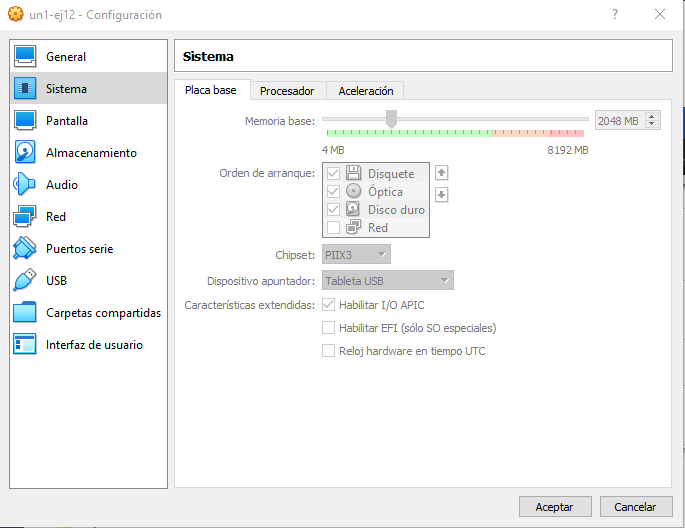 un1-ej12 - Configuración
?
General
Sistema
Pantalla
Almacenamiento
Audio
Red
Puertos serie
USB
Carpetas compartidas
Interfaz de usuario
Sistema
Placa base Procesador Aceleración
Memoria base: 2048 MB
4 MB 8192 MB
Orden de arranque: Disquete
Óptica
Disco duro
Red
Chipset: PIIX3
Dispositivo apuntador: Tableta USB
Características extendidas: Habilitar I/O APIC
Habilitar EFI (sólo SO especiales)
Reloj hardware en tiempo UTC
Aceptar Cancelar